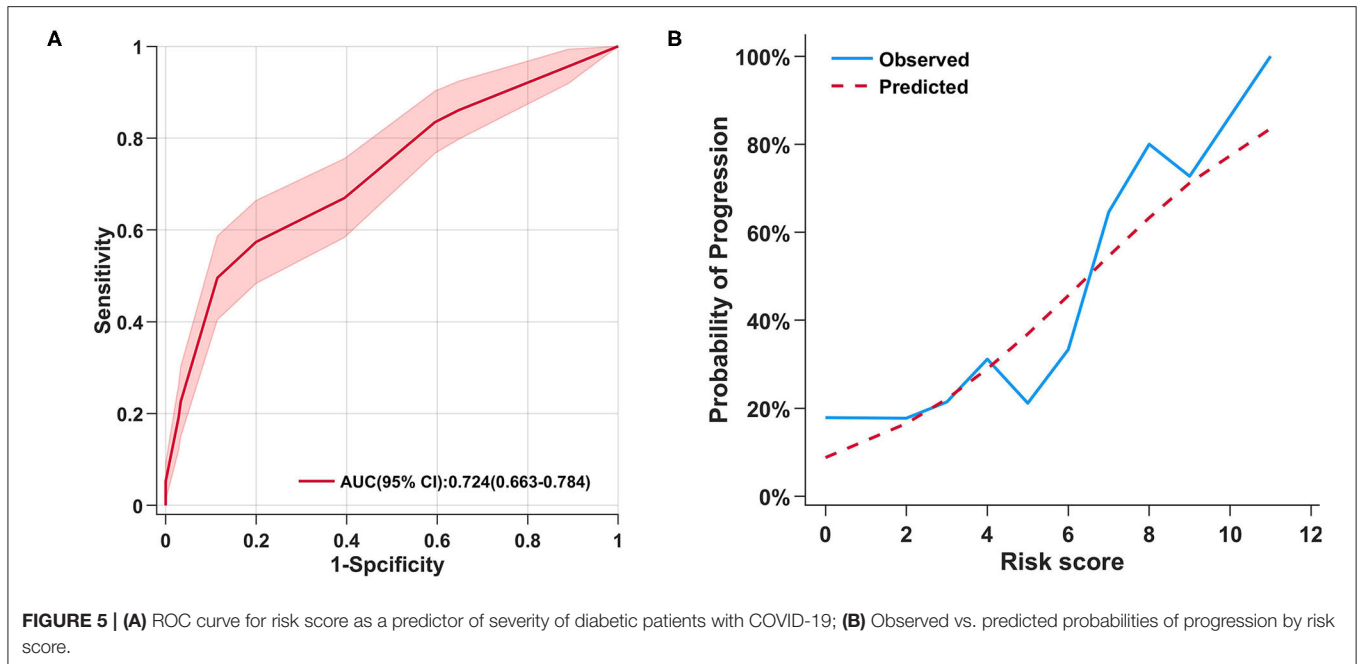 A
1
0.8
0.6
0.4
0.2
0
Sensitivity
AUC(95% CI):0.724(0.663-0.784)
0 0.2 0.4 0.6 0.8 1
1-Spcificity
B
100%
80%
60%
40%
20%
0%
Probability of Progression
Observed
Predicted
0 2 4 6 8 10 12
Risk score
FIGURE 5 | (A) ROC curve for risk score as a predictor of severity of diabetic patients with COVID-19; (B) Observed vs. predicted probabilities of progression by risk
score.